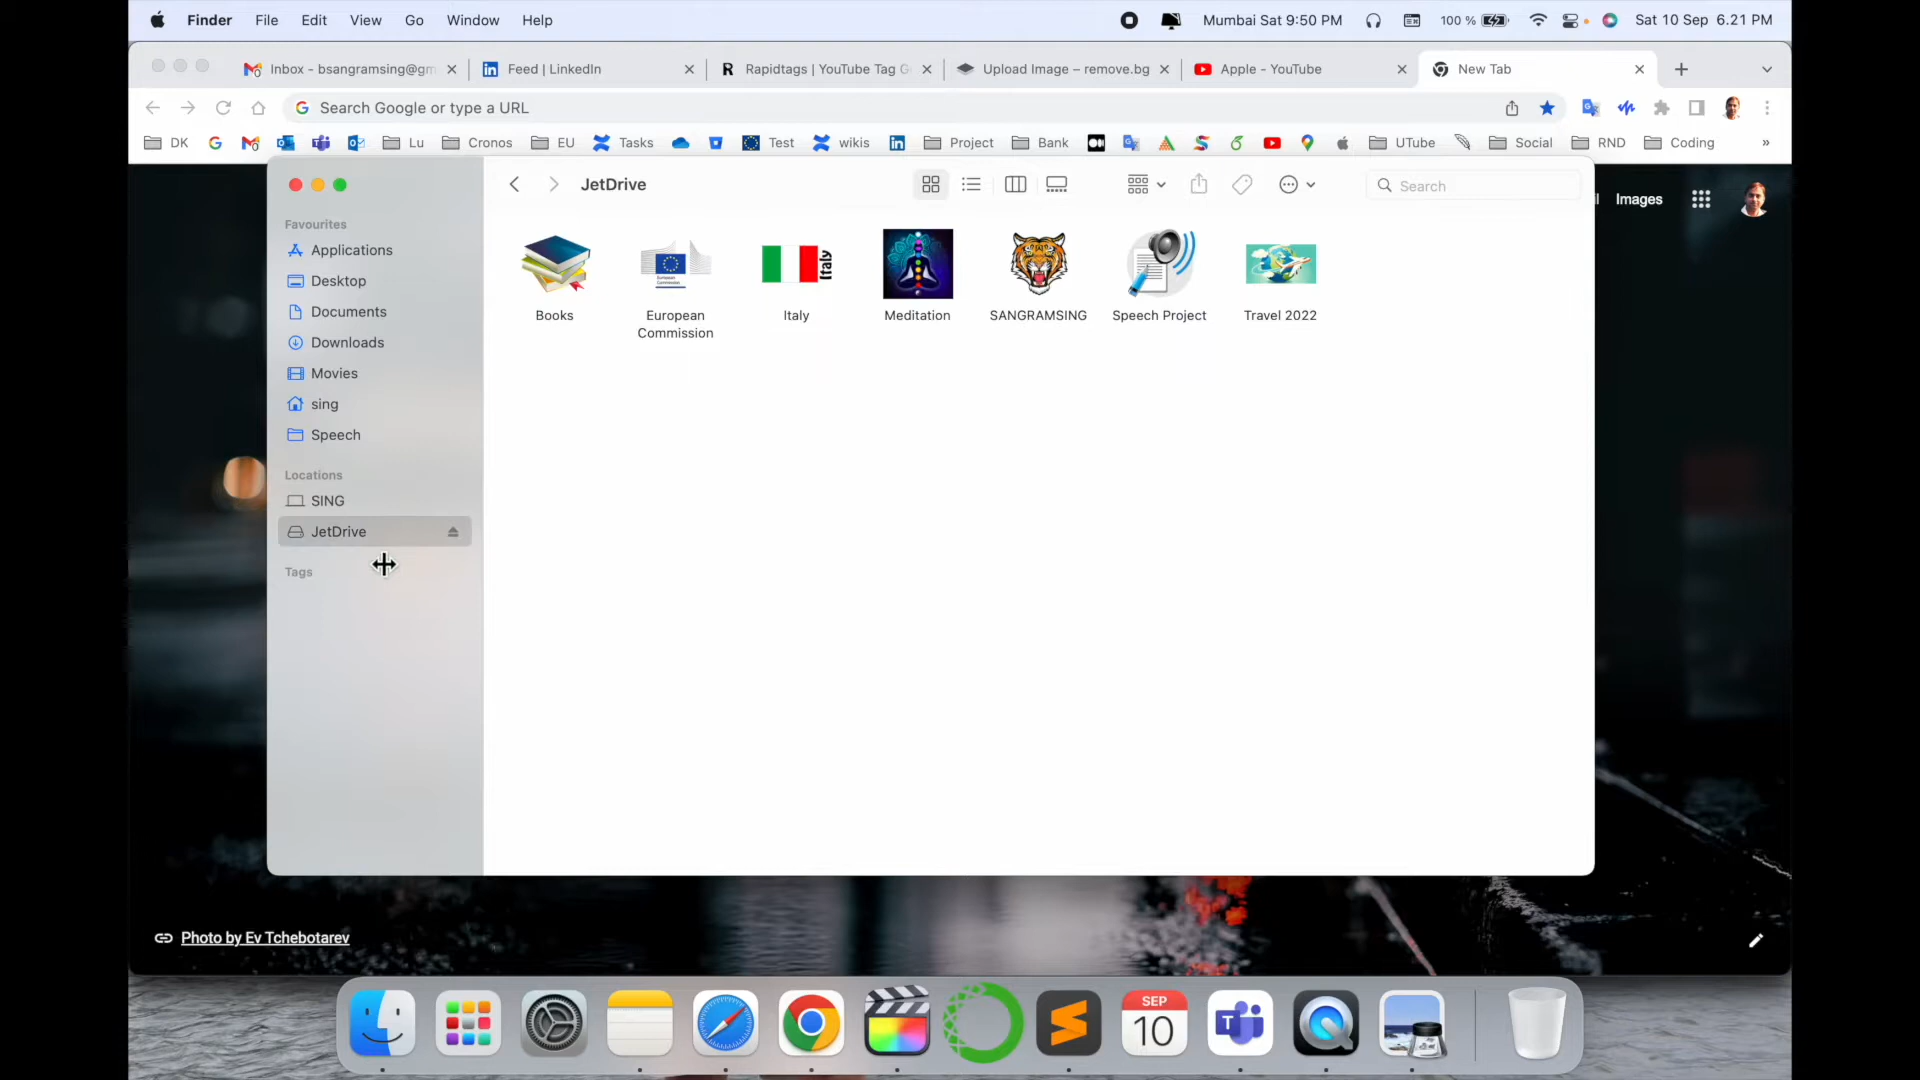 Finder File Edit View Go Window Help Mumbai Sat 9:50 PM 100 % Sat 10 Sep 6.21 PM
Inbox - bsangramsing@gm Feed | LinkedIn Rapidtags | YouTube Tag G Upload Image – remove.bg Apple - YouTube New Tab
Search Google or type a URL
DK Lu Cronos EU Tasks Test wikis Project Bank UTube Social RND Coding »
JetDrive Search
Images
Favourites
Applications
Desktop
Documents
Downloads
Movies
sing
Speech
Locations
SING
JetDrive
Tags
Italy
European
Commission
Books
European
Commission
Italy
Meditation
SANGRAMSING
Speech Project
Travel 2022
Photo by Ev Tchebotarev
SEP
10
T